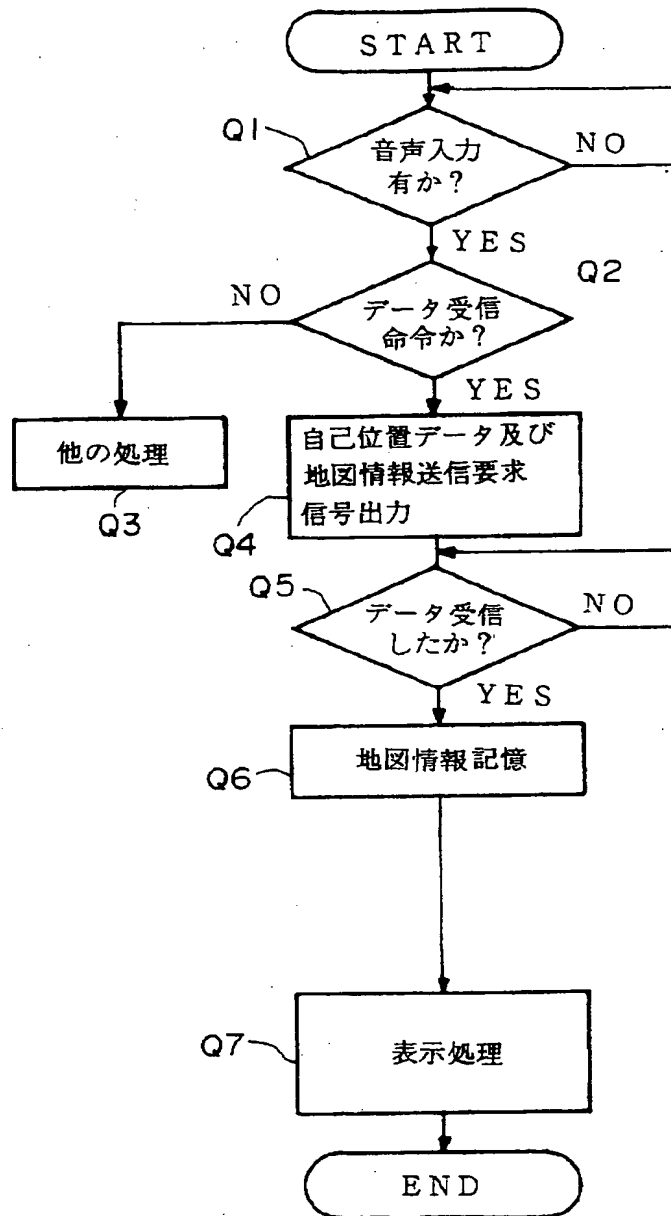 START
Q1
音声入力
有か？
NO
YES
Q2
NO
データ受信
命令か？
YES
他の処理
Q3
自己位置データ及び
地図情報送信要求
信号出力
Q4
Q5
データ受信
したか？
NO
YES
地図情報記憶
Q6
Q7
表示処理
END